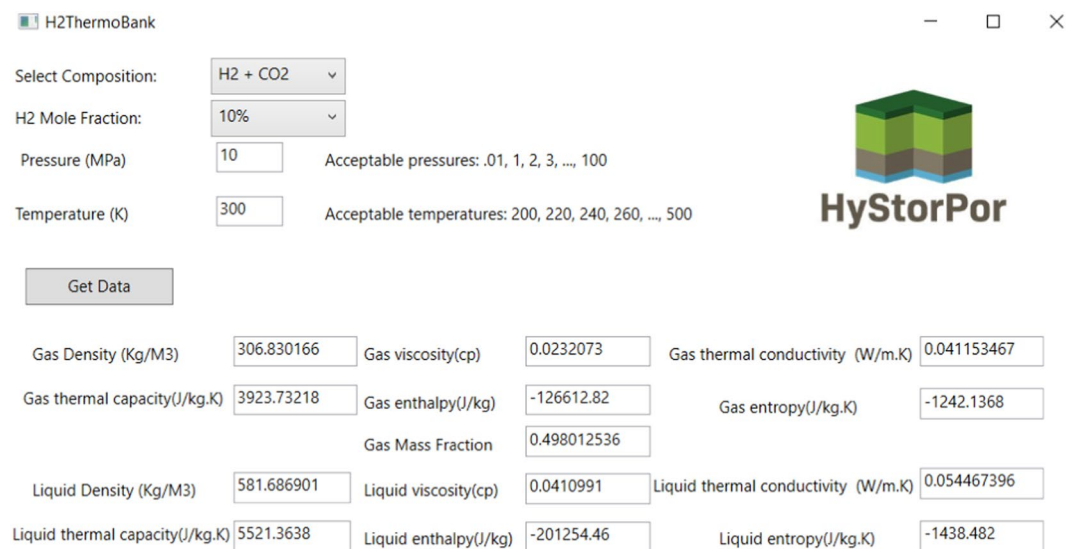 H2ThermoBank
Select Composition: H2 + CO2
H2 Mole Fraction: 10%
Pressure (MPa) 10 Acceptable pressures: .01, 1, 2, 3, ..., 100
Temperature (K) 300 Acceptable temperatures: 200, 220, 240, 260, ..., 500
HyStorPor
Get Data
Gas Density (Kg/M3) 306.830166 Gas viscosity(cp) 0.0232073 Gas thermal conductivity (W/m.K) 0.041153467
Gas thermal capacity(J/kg.K) 3923.73218 Gas enthalpy(J/kg) -126612.82 Gas entropy(J/kg.K) -1242.1368
Gas Mass Fraction 0.498012536
Liquid Density (Kg/M3) 581.686901 Liquid viscosity(cp) 0.0410991 Liquid thermal conductivity (W/m.K) 0.054467396
Liquid thermal capacity(J/kg.K) 5521.3638 Liquid enthalpy(J/kg) -201254.46 Liquid entropy(J/kg.K) -1438.482